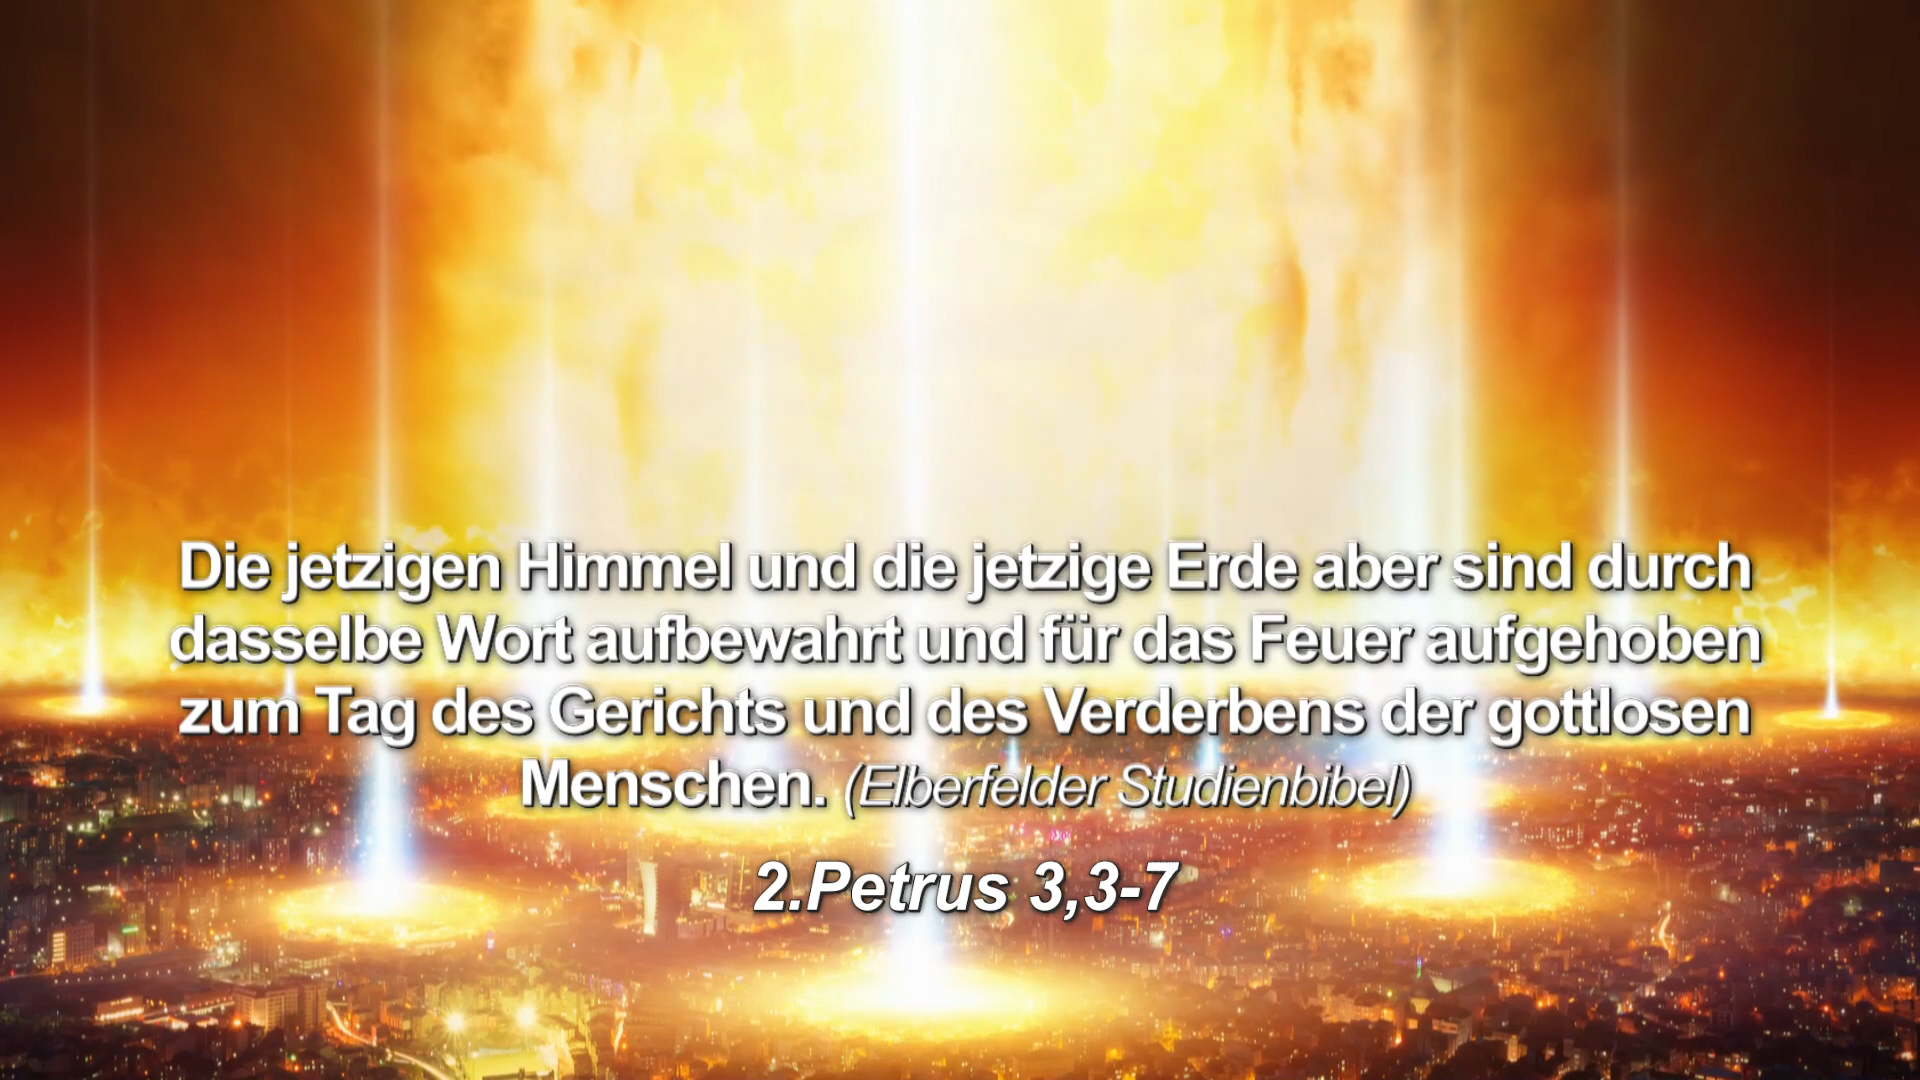 Die jetzigen Himmel und die jetzige Erde aber sind durch
dasselbe Wort aufbewahrt und für das Feuer aufgehoben
zum Tag des Gerichts und des Verderbens der gottlosen
Menschen. (Elberfelder Studienbibel)
2.Petrus 3,3-7